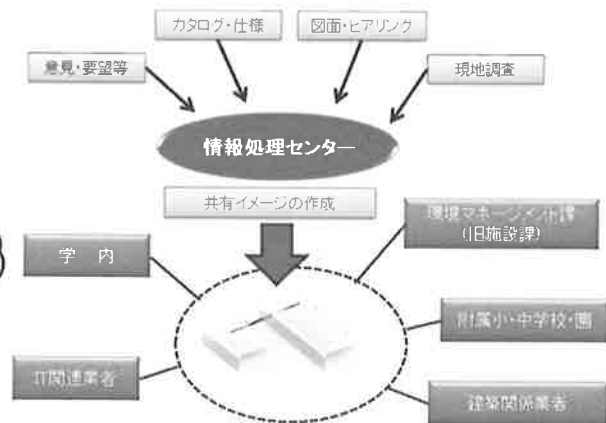 カタログ・仕様
図面・ヒアリング
意見・要望等
現地調査
情報処理センター
共有イメージの作成
環境マネージメント課
(旧施設課)
学 内
附属小・中学校・園
IT関連業者
建築関係業者